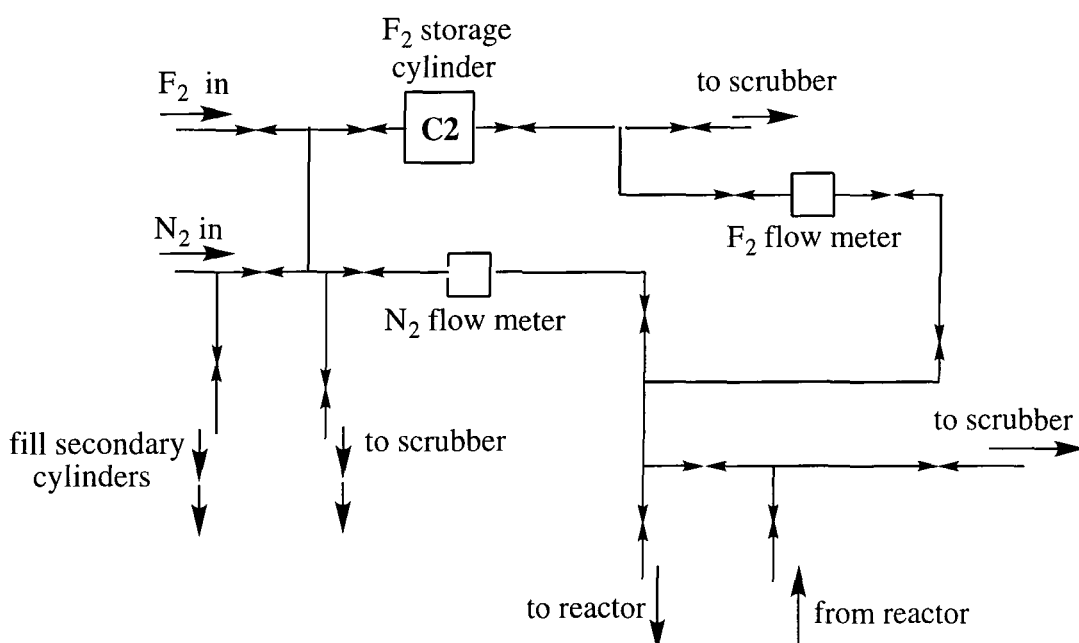 F2 storage
cylinder
F2 in
C2
to scrubber
F2 flow meter
N2 in
N2 flow meter
fill secondary
cylinders
to scrubber
to scrubber
to reactor
from reactor